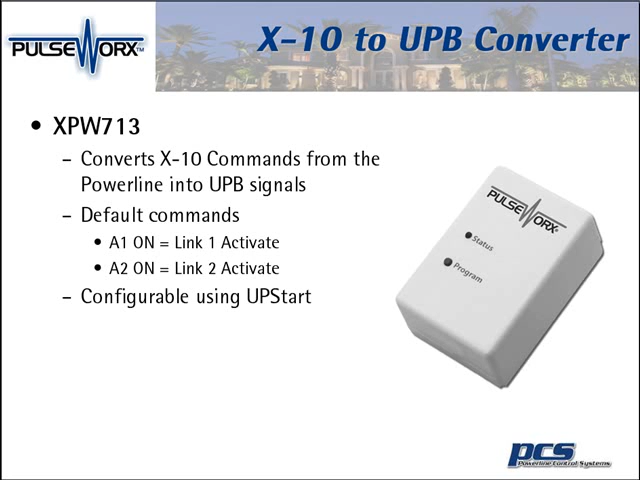 PULSEWORX™
X-10 to UPB Converter
• XPW713
– Converts X-10 Commands from the
Powerline into UPB signals
– Default commands
• A1 ON = Link 1 Activate
• A2 ON = Link 2 Activate
– Configurable using UPStart
PULSEWORX®
Status
Program
pcs
Powerline Control Systems